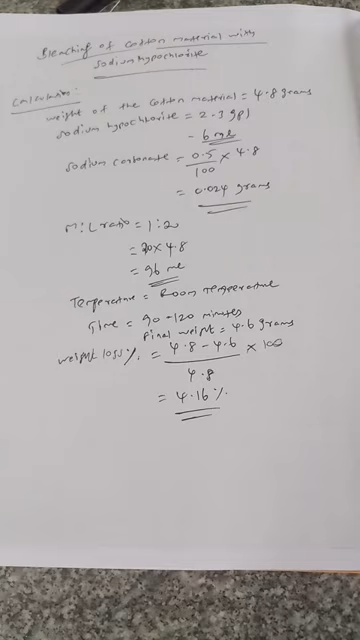 Bleaching of Cotton material with
Sodium hypochlorite
Calculation:
weight of the Cotton material = 4.8 grams
Sodium hypochlorite = 2.3 gpl
- 6 ml
Sodium carbonate = 0.5 / 100 × 4.8
= 0.024 grams
M:L ratio = 1:20
= 20 × 4.8
= 96 ml
Temperature = Room Temperature
Time = 90 - 120 minutes
Final weight = 4.6 grams
weight loss % = 4.8 - 4.6 / 4.8 × 100
= 4.16 %